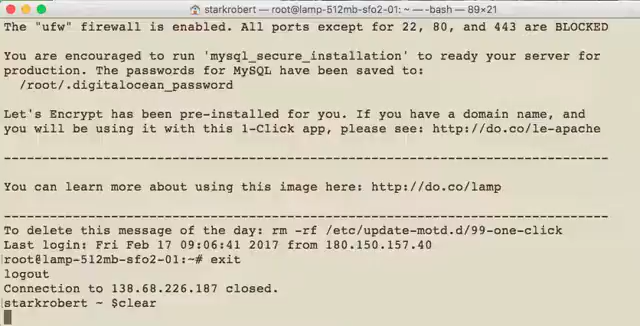 starkrobert — root@lamp-512mb-sfo2-01: ~ — -bash — 89×21
The "ufw" firewall is enabled. All ports except for 22, 80, and 443 are BLOCKED
You are encouraged to run 'mysql_secure_installation' to ready your server for
production. The passwords for MySQL have been saved to:
/root/.digitalocean_password
Let's Encrypt has been pre-installed for you. If you have a domain name, and
you will be using it with this 1-Click app, please see: http://do.co/le-apache
--------------------------------------------------------------------------------
You can learn more about using this image here: http://do.co/lamp
--------------------------------------------------------------------------------
To delete this message of the day: rm -rf /etc/update-motd.d/99-one-click
Last login: Fri Feb 17 09:06:41 2017 from 180.150.157.40
root@lamp-512mb-sfo2-01:~# exit
logout
Connection to 138.68.226.187 closed.
starkrobert ~ $clear